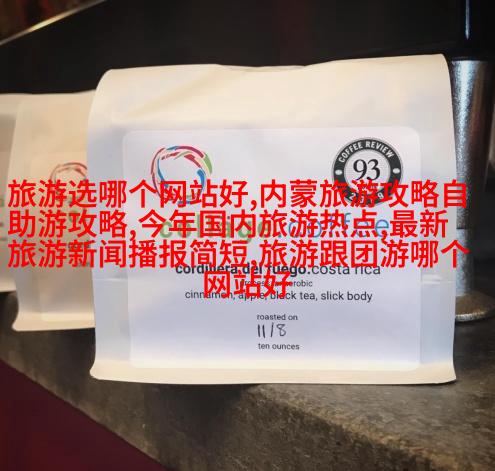 COFFEE REVIEW
93
旅游选哪个网站好,内蒙旅游攻略自
助游攻略,今年国内旅游热点,最新
旅游新闻播报简短,旅游跟团游哪个
网站好
cordillera del fuego.costa rica
cinnamon, apple, black tea, slick body
roasted on
11/8
ten ounces